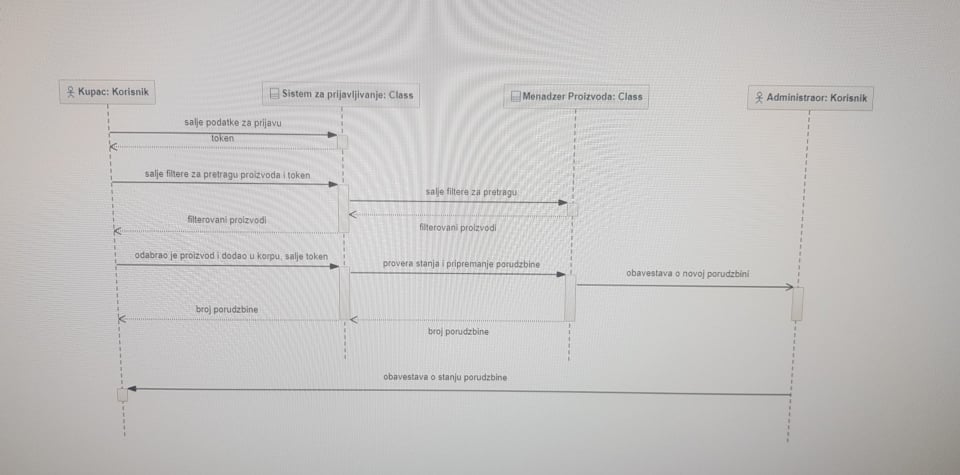 Kupac: Korisnik
Sistem za prijavljivanje: Class
Menadzer Proizvoda: Class
Administraor: Korisnik
salje podatke za prijavu
token
salje filtere za pretragu proizvoda i token
salje filtere za pretragu
filterovani proizvodi
filterovani proizvodi
odabrao je proizvod i dodao u korpu, salje token
provera stanja i pripremanje porudzbine
obavestava o novoj porudzbini
broj porudzbine
broj porudzbine
obavestava o stanju porudzbine